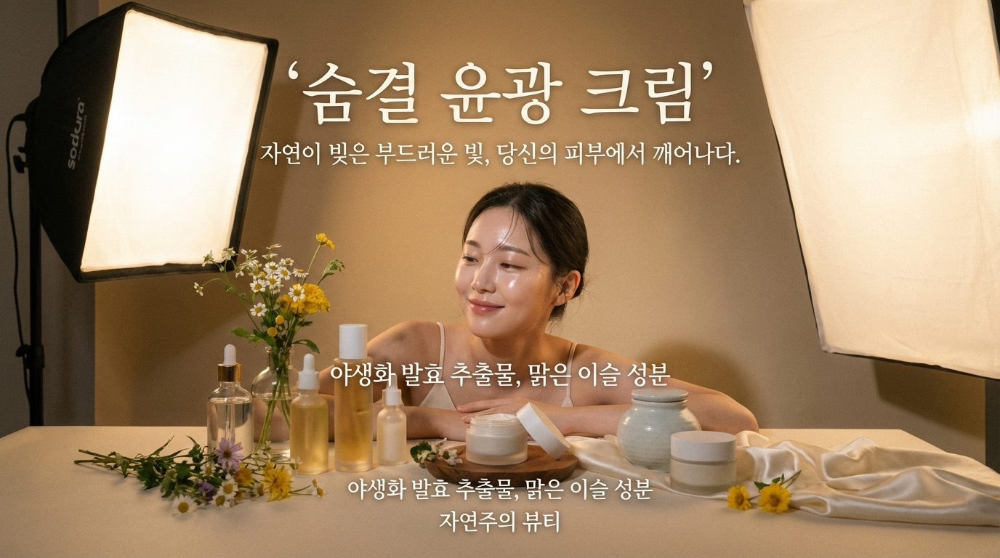 sodura
‘숨결 윤광 크림’
자연이 빚은 부드러운 빛, 당신의 피부에서 깨어나다.
야생화 발효 추출물, 맑은 이슬 성분
야생화 발효 추출물, 맑은 이슬 성분
자연주의 뷰티